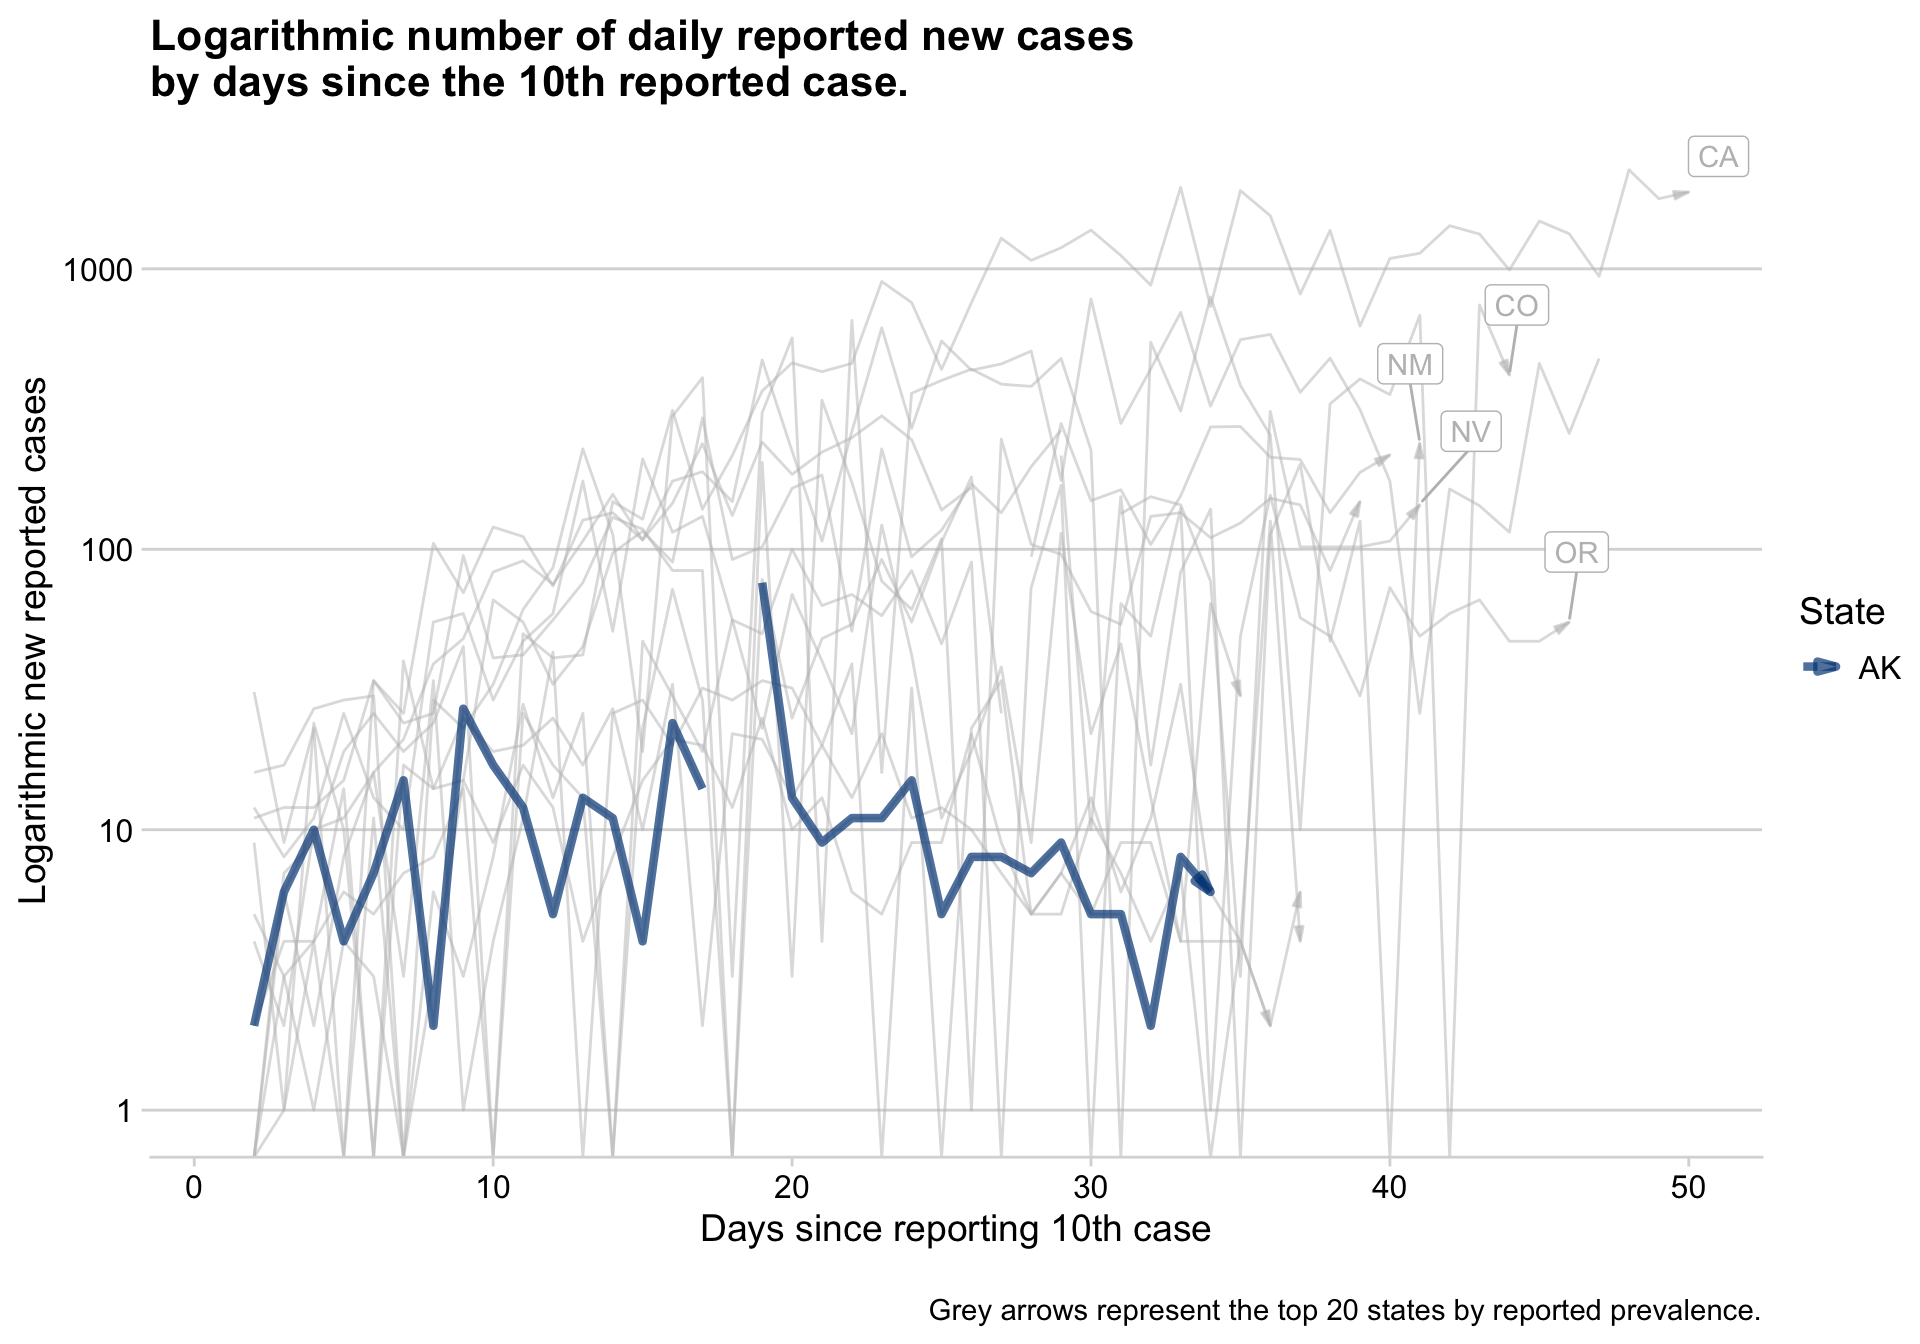 Logarithmic number of daily reported new cases
by days since the 10th reported case.
CA
1000
CO
NM
NV
100
OR
State
AK
10
1
Logarithmic new reported cases
0 10 20 30 40 50
Days since reporting 10th case
Grey arrows represent the top 20 states by reported prevalence.